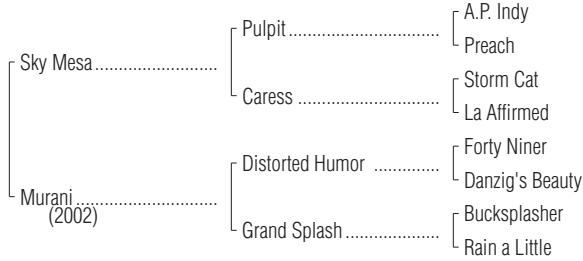 A.P. Indy
Pulpit
Preach
Sky Mesa
Storm Cat
Caress
La Affirmed
Forty Niner
Distorted Humor
Danzig's Beauty
Murani
(2002)
Bucksplasher
Grand Splash
Rain a Little